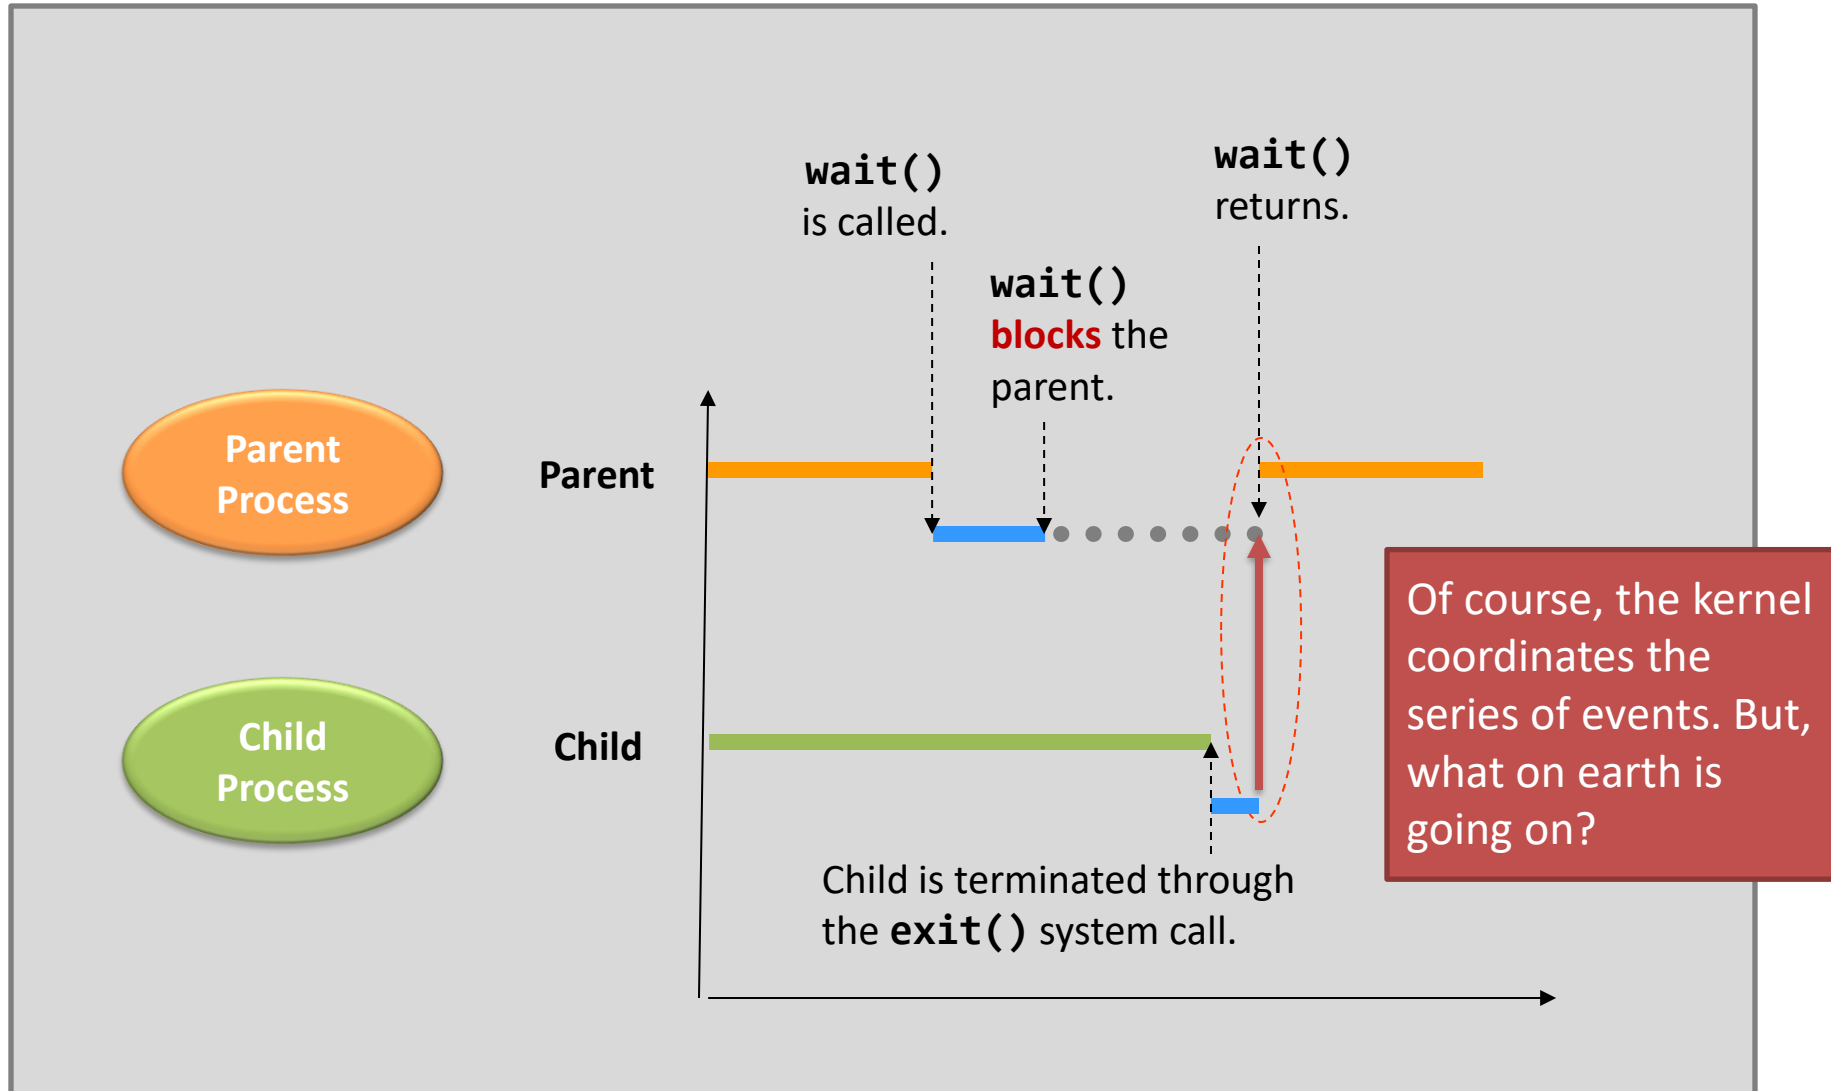 wait()
is called.
wait()
returns.
wait()
blocks the
parent.
Parent
Process
Parent
Child
Process
Child
Of course, the kernel
coordinates the
series of events. But,
what on earth is
going on?
Child is terminated through
the exit() system call.